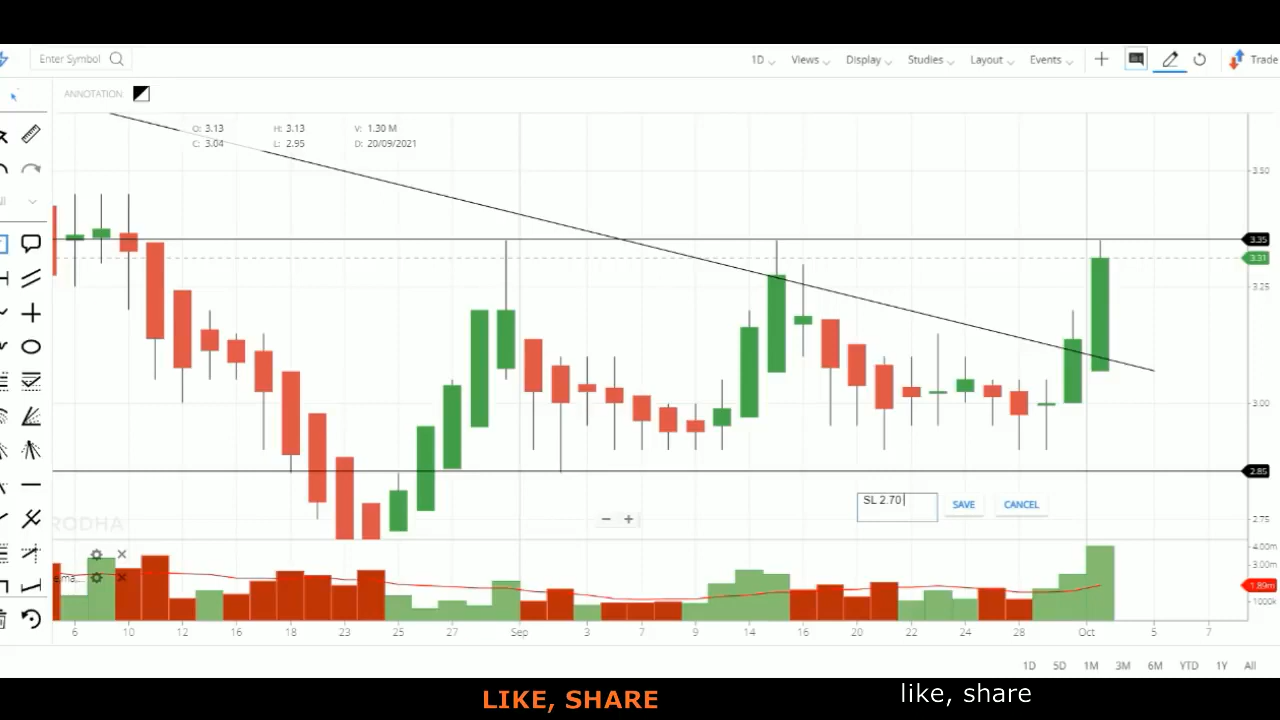 Enter Symbol 1D Views Display Studies Layout Events Trade
ANNOTATION:
O: 3.13 H: 3.13 V: 1.30 M
C: 3.04 L: 2.95 D: 20/09/2021
3.50
3.35
3.31
3.25
3.00
2.85
SL 2.70 SAVE CANCEL
2.75
RODHA
4.00m
3.00m
1.89m
1000k
6 10 12 16 18 23 25 27 Sep 3 7 9 14 16 20 22 24 28 Oct 5 7
1D 5D 1M 3M 6M YTD 1Y All
LIKE, SHARE
like, share